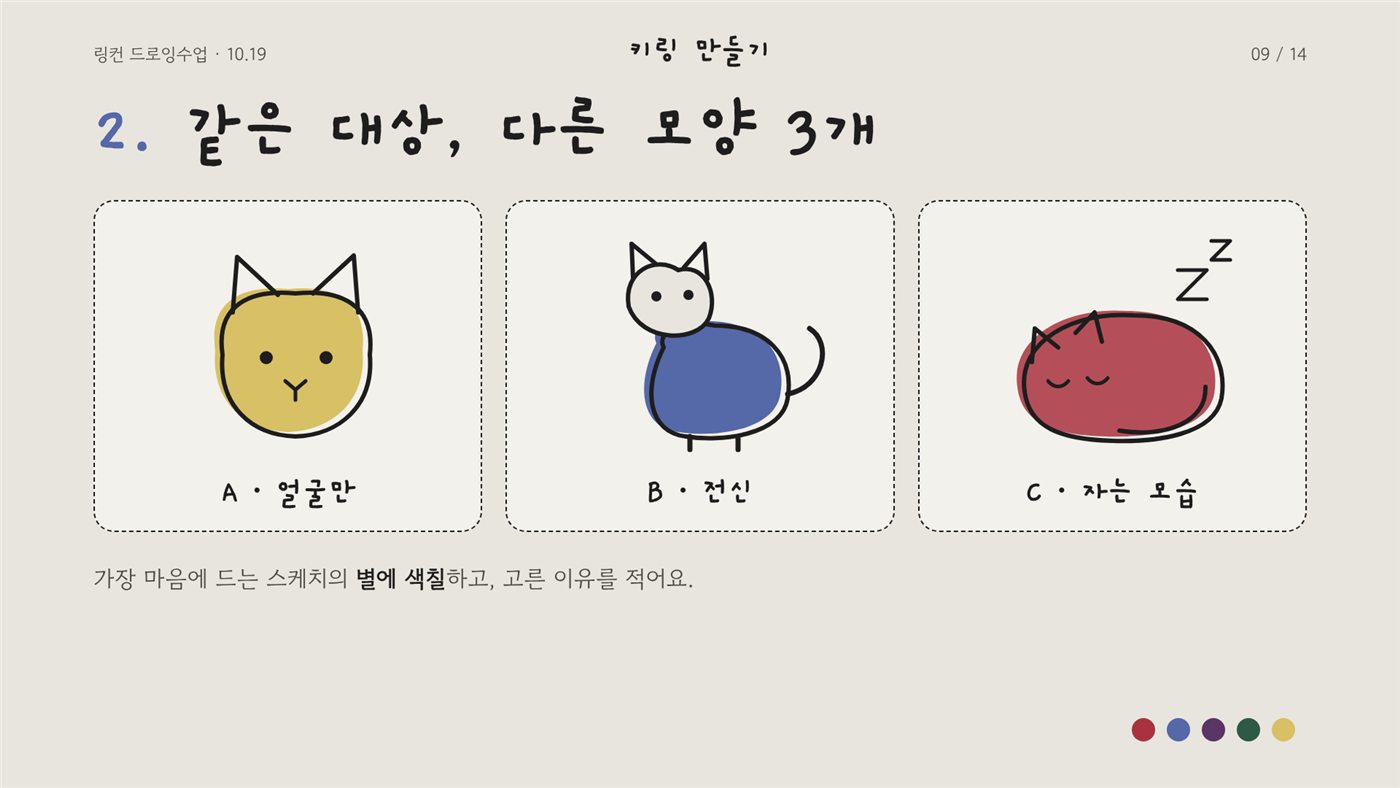 링컨 드로잉수업 · 10.19
키링 만들기
09 / 14
2. 같은 대상, 다른 모양 3개
Z
Z
A · 얼굴만
B · 전신
C · 자는 모습
가장 마음에 드는 스케치의 별에 색칠하고, 고른 이유를 적어요.